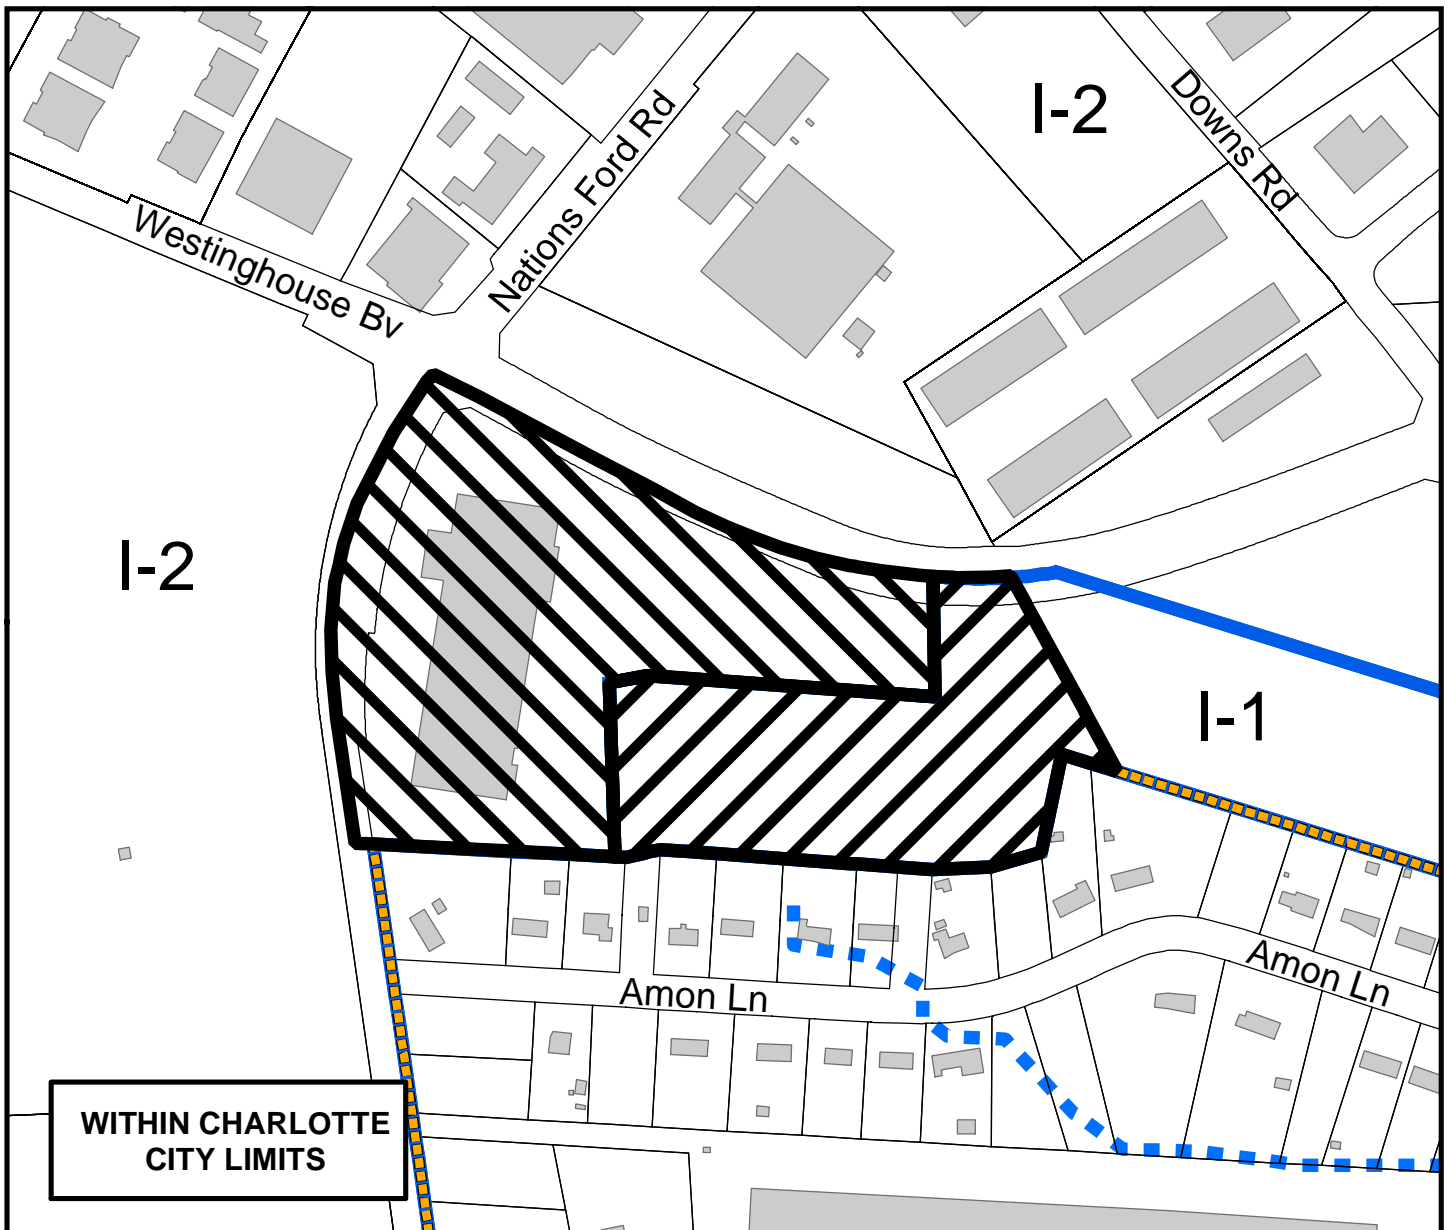 I-2
Downs Rd
Nations Ford Rd
Westinghouse Bv
I-2
I-1
Amon Ln
Amon Ln
WITHIN CHARLOTTE
CITY LIMITS